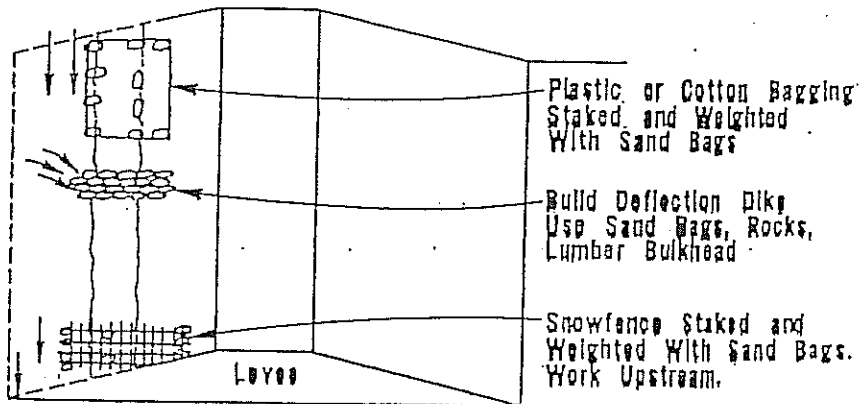 Plastic or Cotton Bagging
Staked and Weighted
With Sand Bags
Build Deflection Dike
Use Sand Bags, Rocks,
Lumber Bulkhead
Snowfence Staked and
Weighted With Sand Bags.
Work Upstream.
Levee